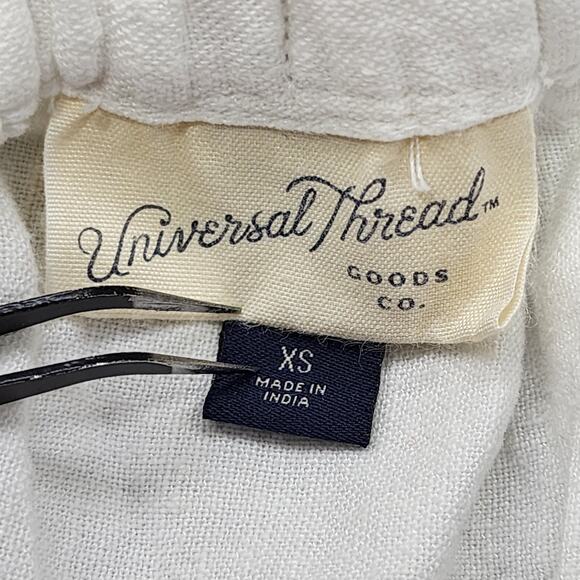 Universal Thread™
GOODS
CO.
XS
MADE IN
INDIA